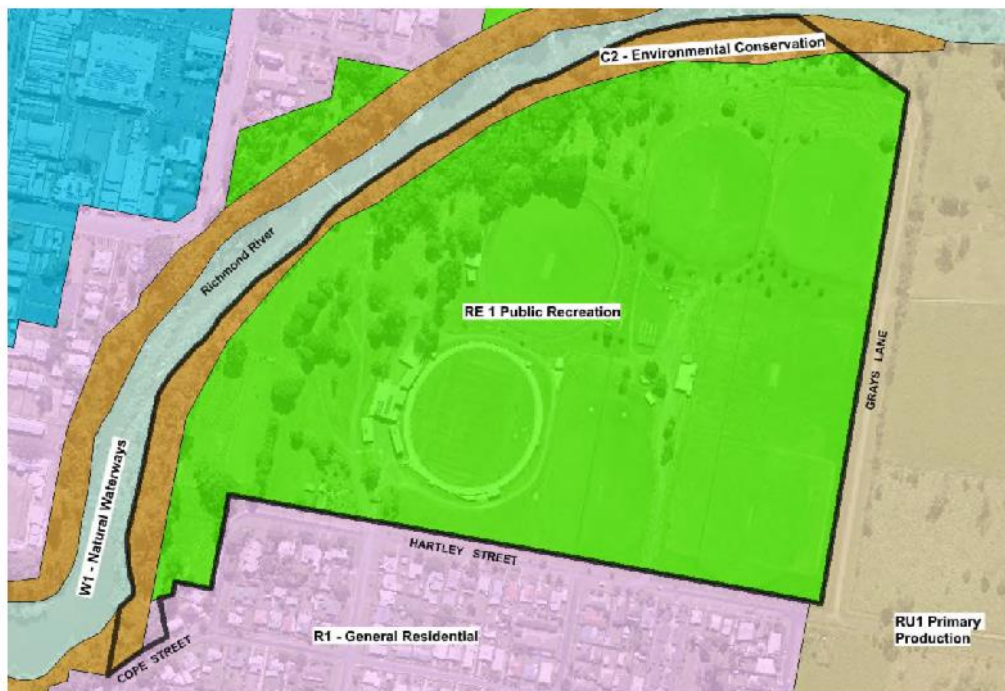 C2 - Environmental Conservation
Richmond River
RE 1 Public Recreation
GRAYS LANE
W1 - Natural Waterways
HARTLEY STREET
R1 - General Residential
RU1 Primary
Production
COPE STREET